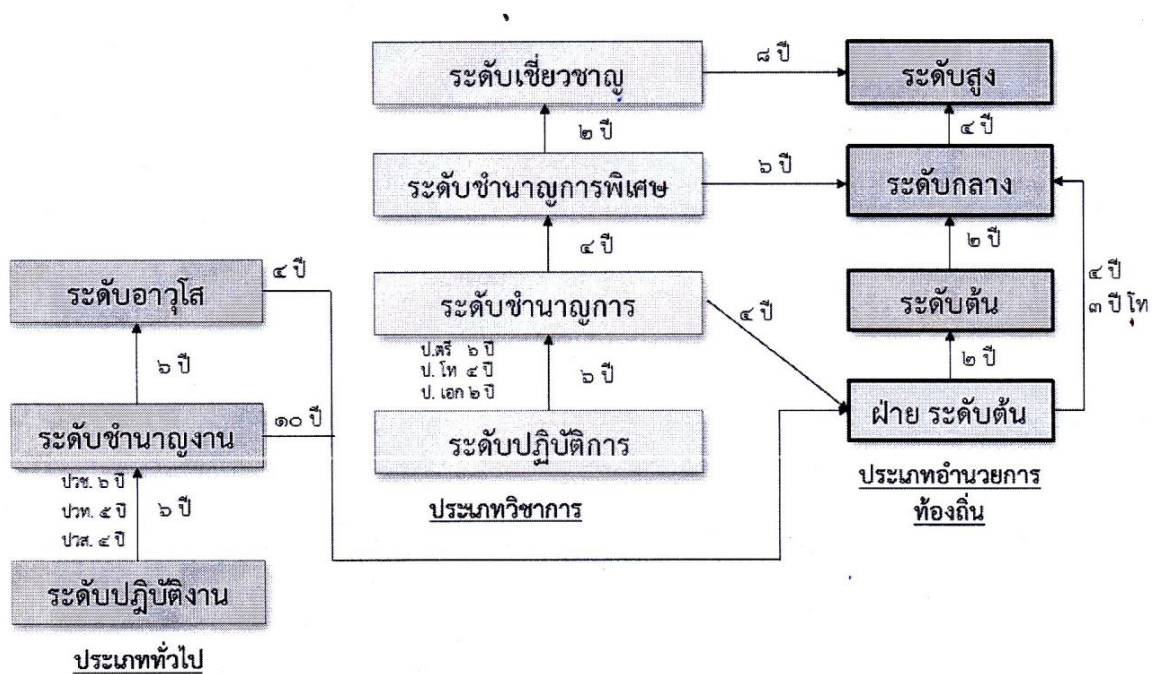 ระดับเชี่ยวชาญ
๘ ปี
ระดับสูง
๒ ปี
๔ ปี
ระดับชำนาญการพิเศษ
๖ ปี
ระดับกลาง
๔ ปี
๒ ปี
ระดับอาวุโส
๔ ปี
ระดับชำนาญการ
๔ ปี
ระดับต้น
๔ ปี
๓ ปี โท
๖ ปี
ป.ตรี ๖ ปี
ป. โท ๔ ปี
ป. เอก ๒ ปี
๖ ปี
๒ ปี
ระดับชำนาญงาน
๑๐ ปี
ระดับปฏิบัติการ
ฝ่าย ระดับต้น
ปวช. ๖ ปี
ปวท. ๕ ปี
ปวส. ๔ ปี
๖ ปี
ประเภทวิชาการ
ประเภทอำนวยการ
ท้องถิ่น
ระดับปฏิบัติงาน
ประเภททั่วไป